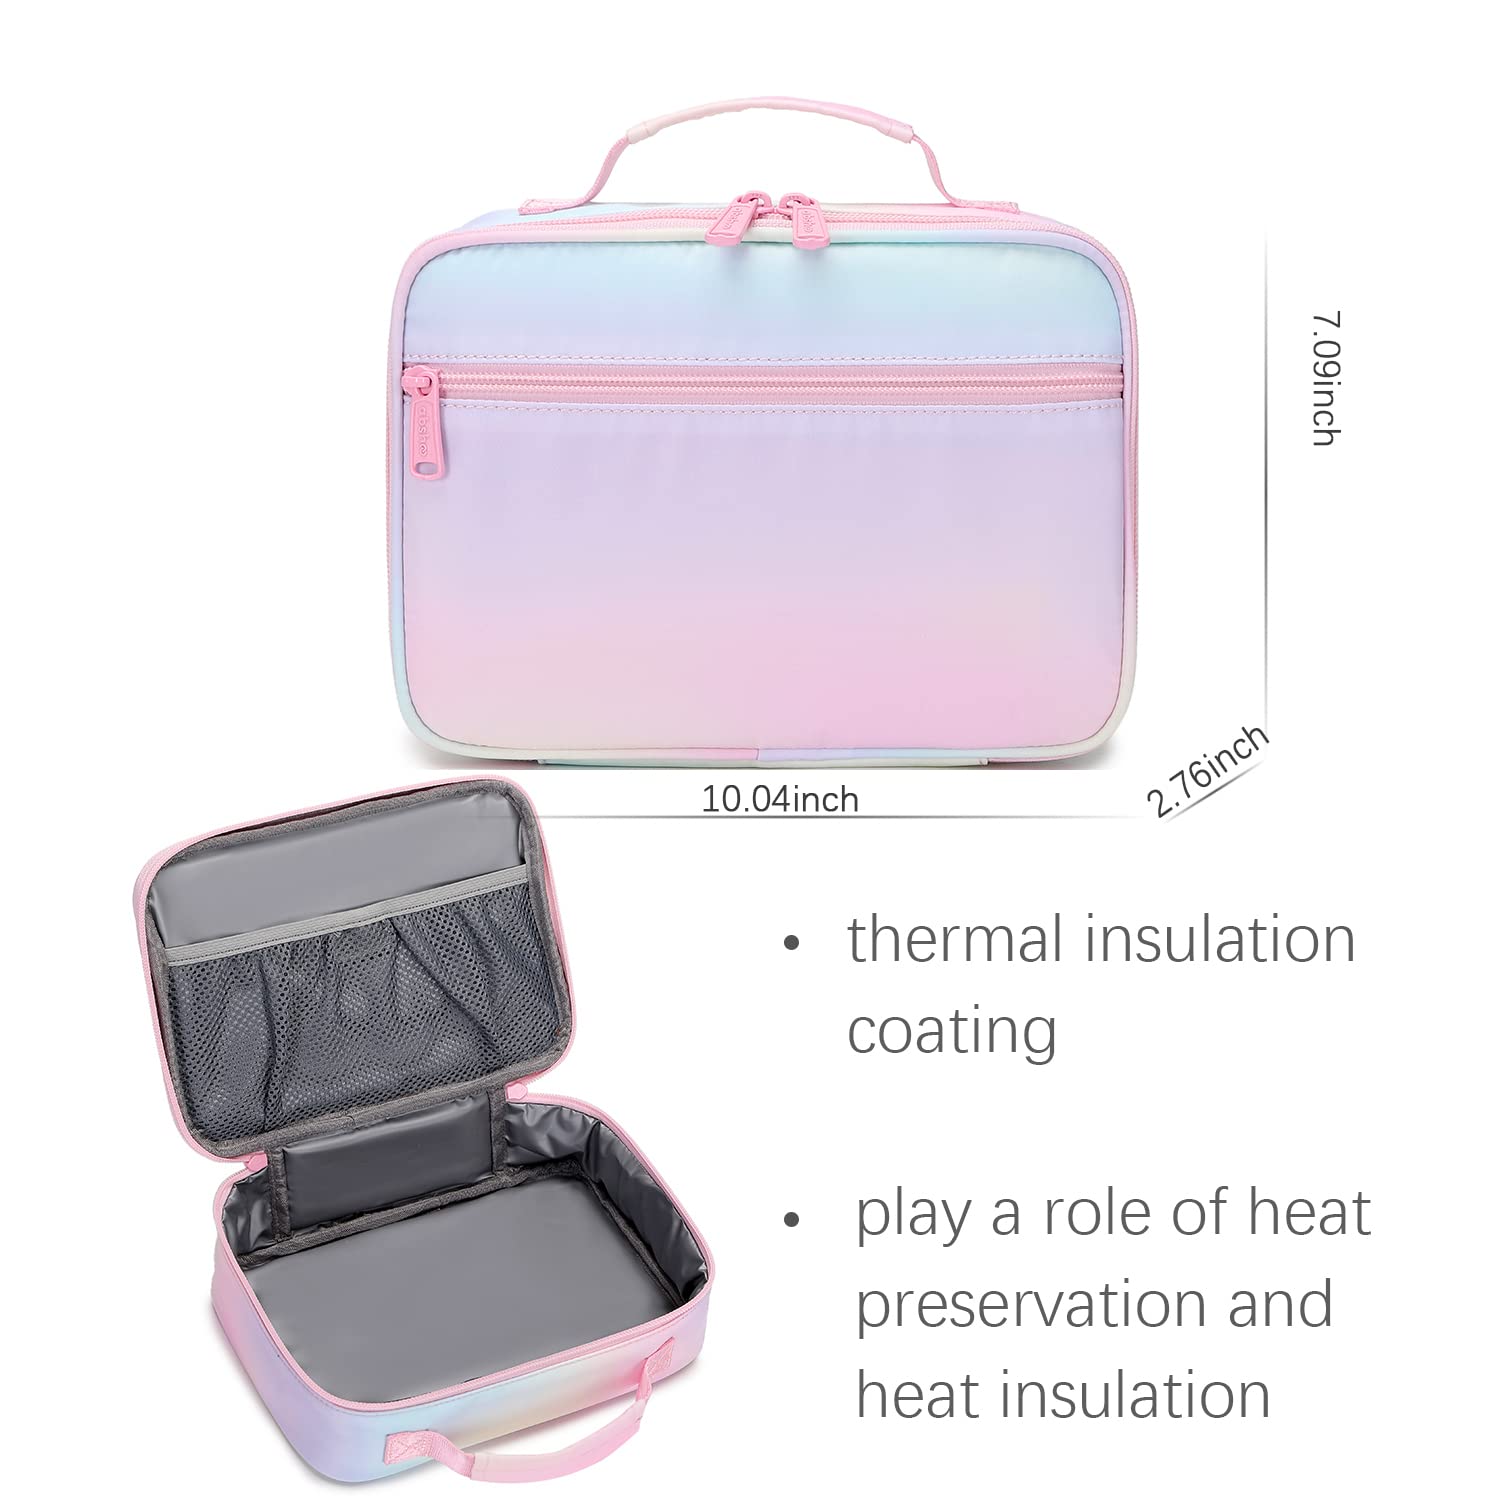 7.09inch
2.76inch
10.04inch
• thermal insulation
coating
• play a role of heat
preservation and
heat insulation